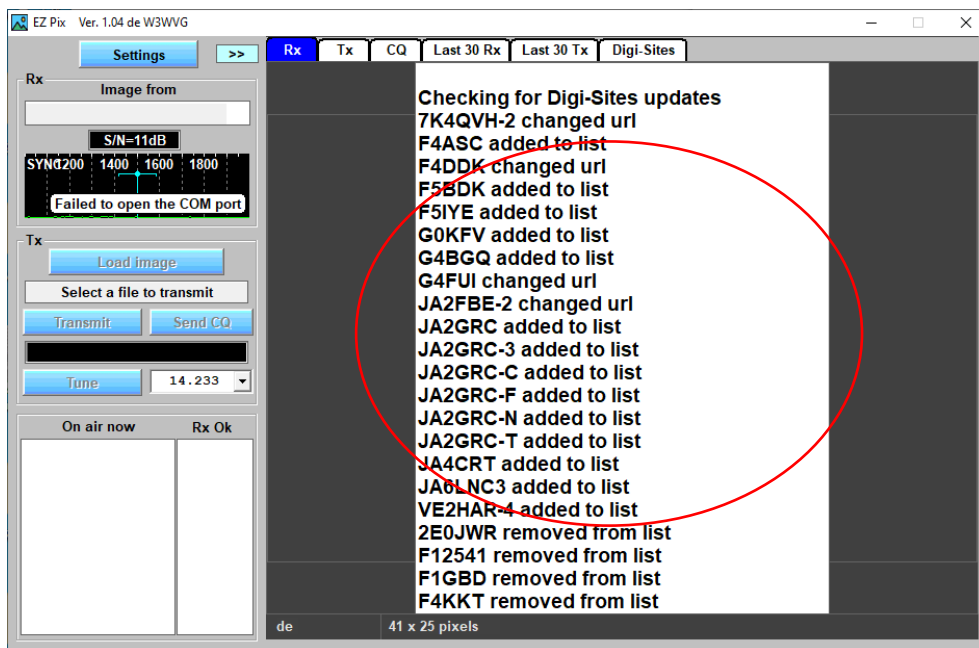 EZ Pix Ver. 1.04 de W3WVG
Settings
>>
Rx
Image from
S/N=11dB
SYNC1200 1400 1600 1800
Failed to open the COM port
Tx
Load image
Select a file to transmit
Transmit Send CQ
Tune 14.233
On air now Rx Ok
Rx Tx CQ Last 30 Rx Last 30 Tx Digi-Sites
Checking for Digi-Sites updates
7K4QVH-2 changed url
F4ASC added to list
F4DDK changed url
F5BDK added to list
F5IYE added to list
G0KFV added to list
G4BGQ added to list
G4FUI changed url
JA2FBE-2 changed url
JA2GRC added to list
JA2GRC-3 added to list
JA2GRC-C added to list
JA2GRC-F added to list
JA2GRC-N added to list
JA2GRC-T added to list
JA4CRT added to list
JA6LNC3 added to list
VE2HAR-4 added to list
2E0JWR removed from list
F12541 removed from list
F1GBD removed from list
F4KKT removed from list
de 41 x 25 pixels